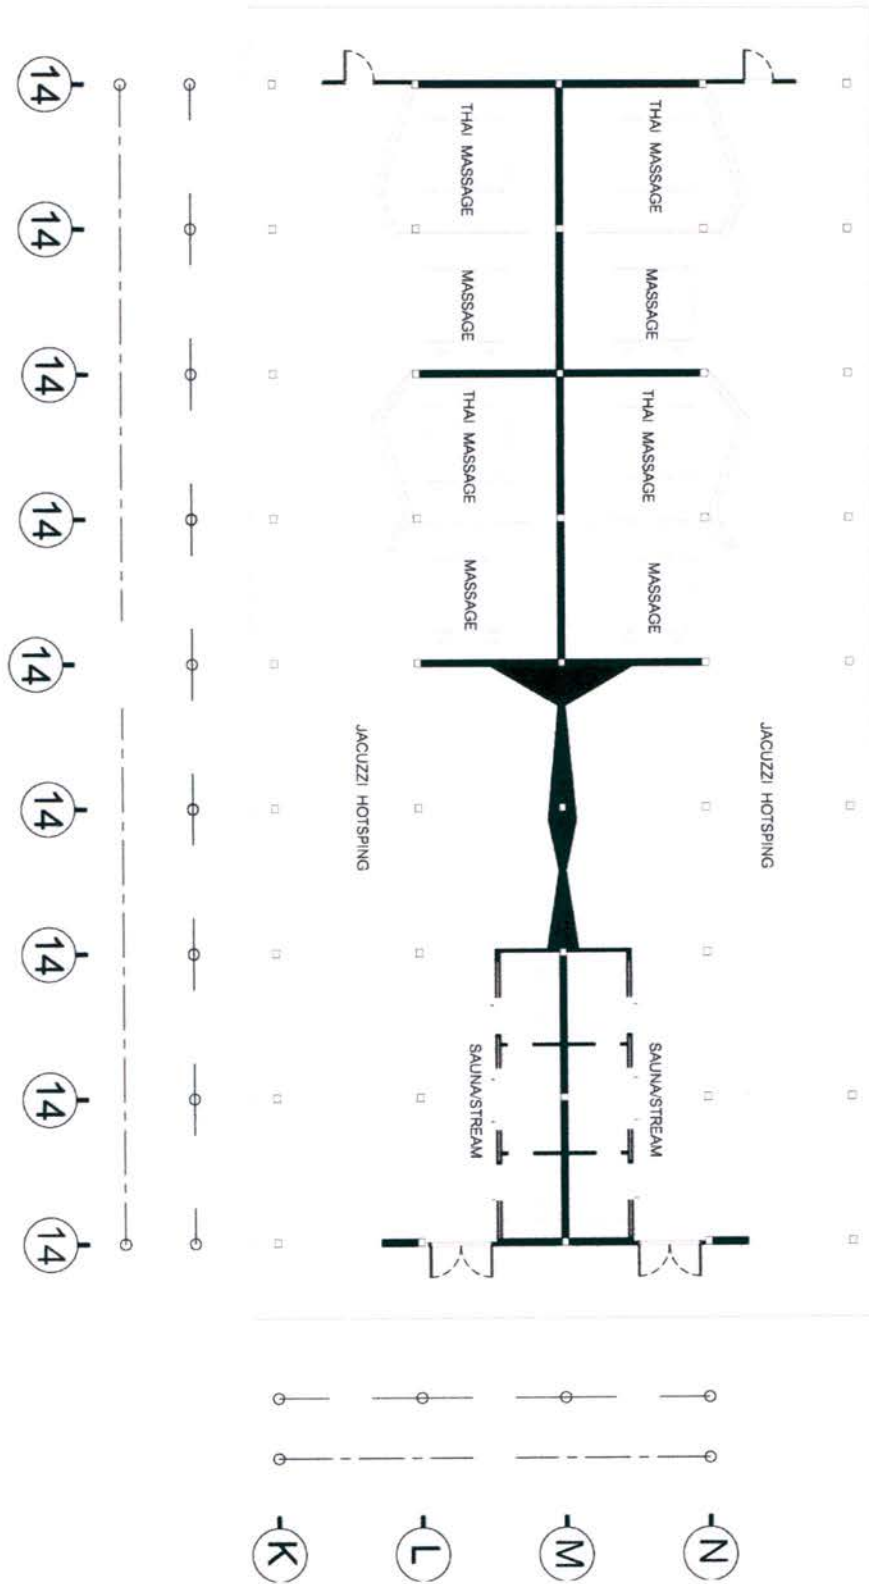 14
14
14
14
14
14
14
14
14
THAI MASSAGE
THAI MASSAGE
MASSAGE
MASSAGE
THAI MASSAGE
THAI MASSAGE
MASSAGE
MASSAGE
JACUZZI HOTSPING
JACUZZI HOTSPING
SAUNA/STREAM
SAUNA/STREAM
K
L
M
N